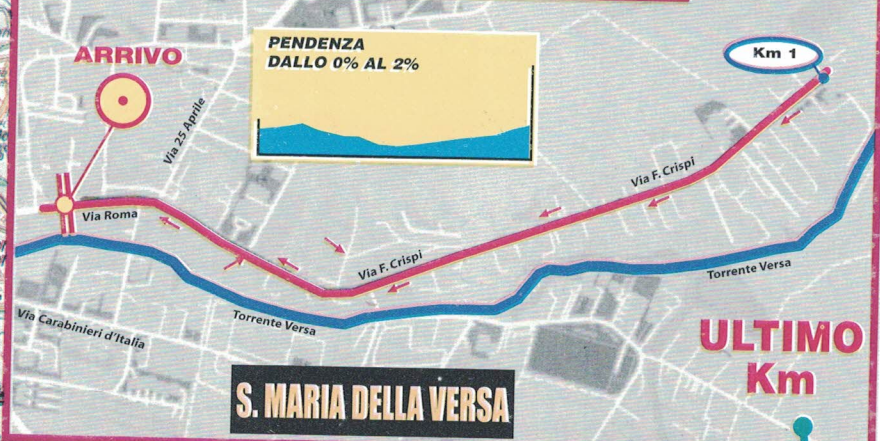 ARRIVO
PENDENZA
DALLO 0% AL 2%
Km 1
Via 25 Aprile
Via F. Crispi
Via Roma
Via F. Crispi
Torrente Versa
Torrente Versa
Via Carabinieri d'Italia
ULTIMO
Km
S. MARIA DELLA VERSA